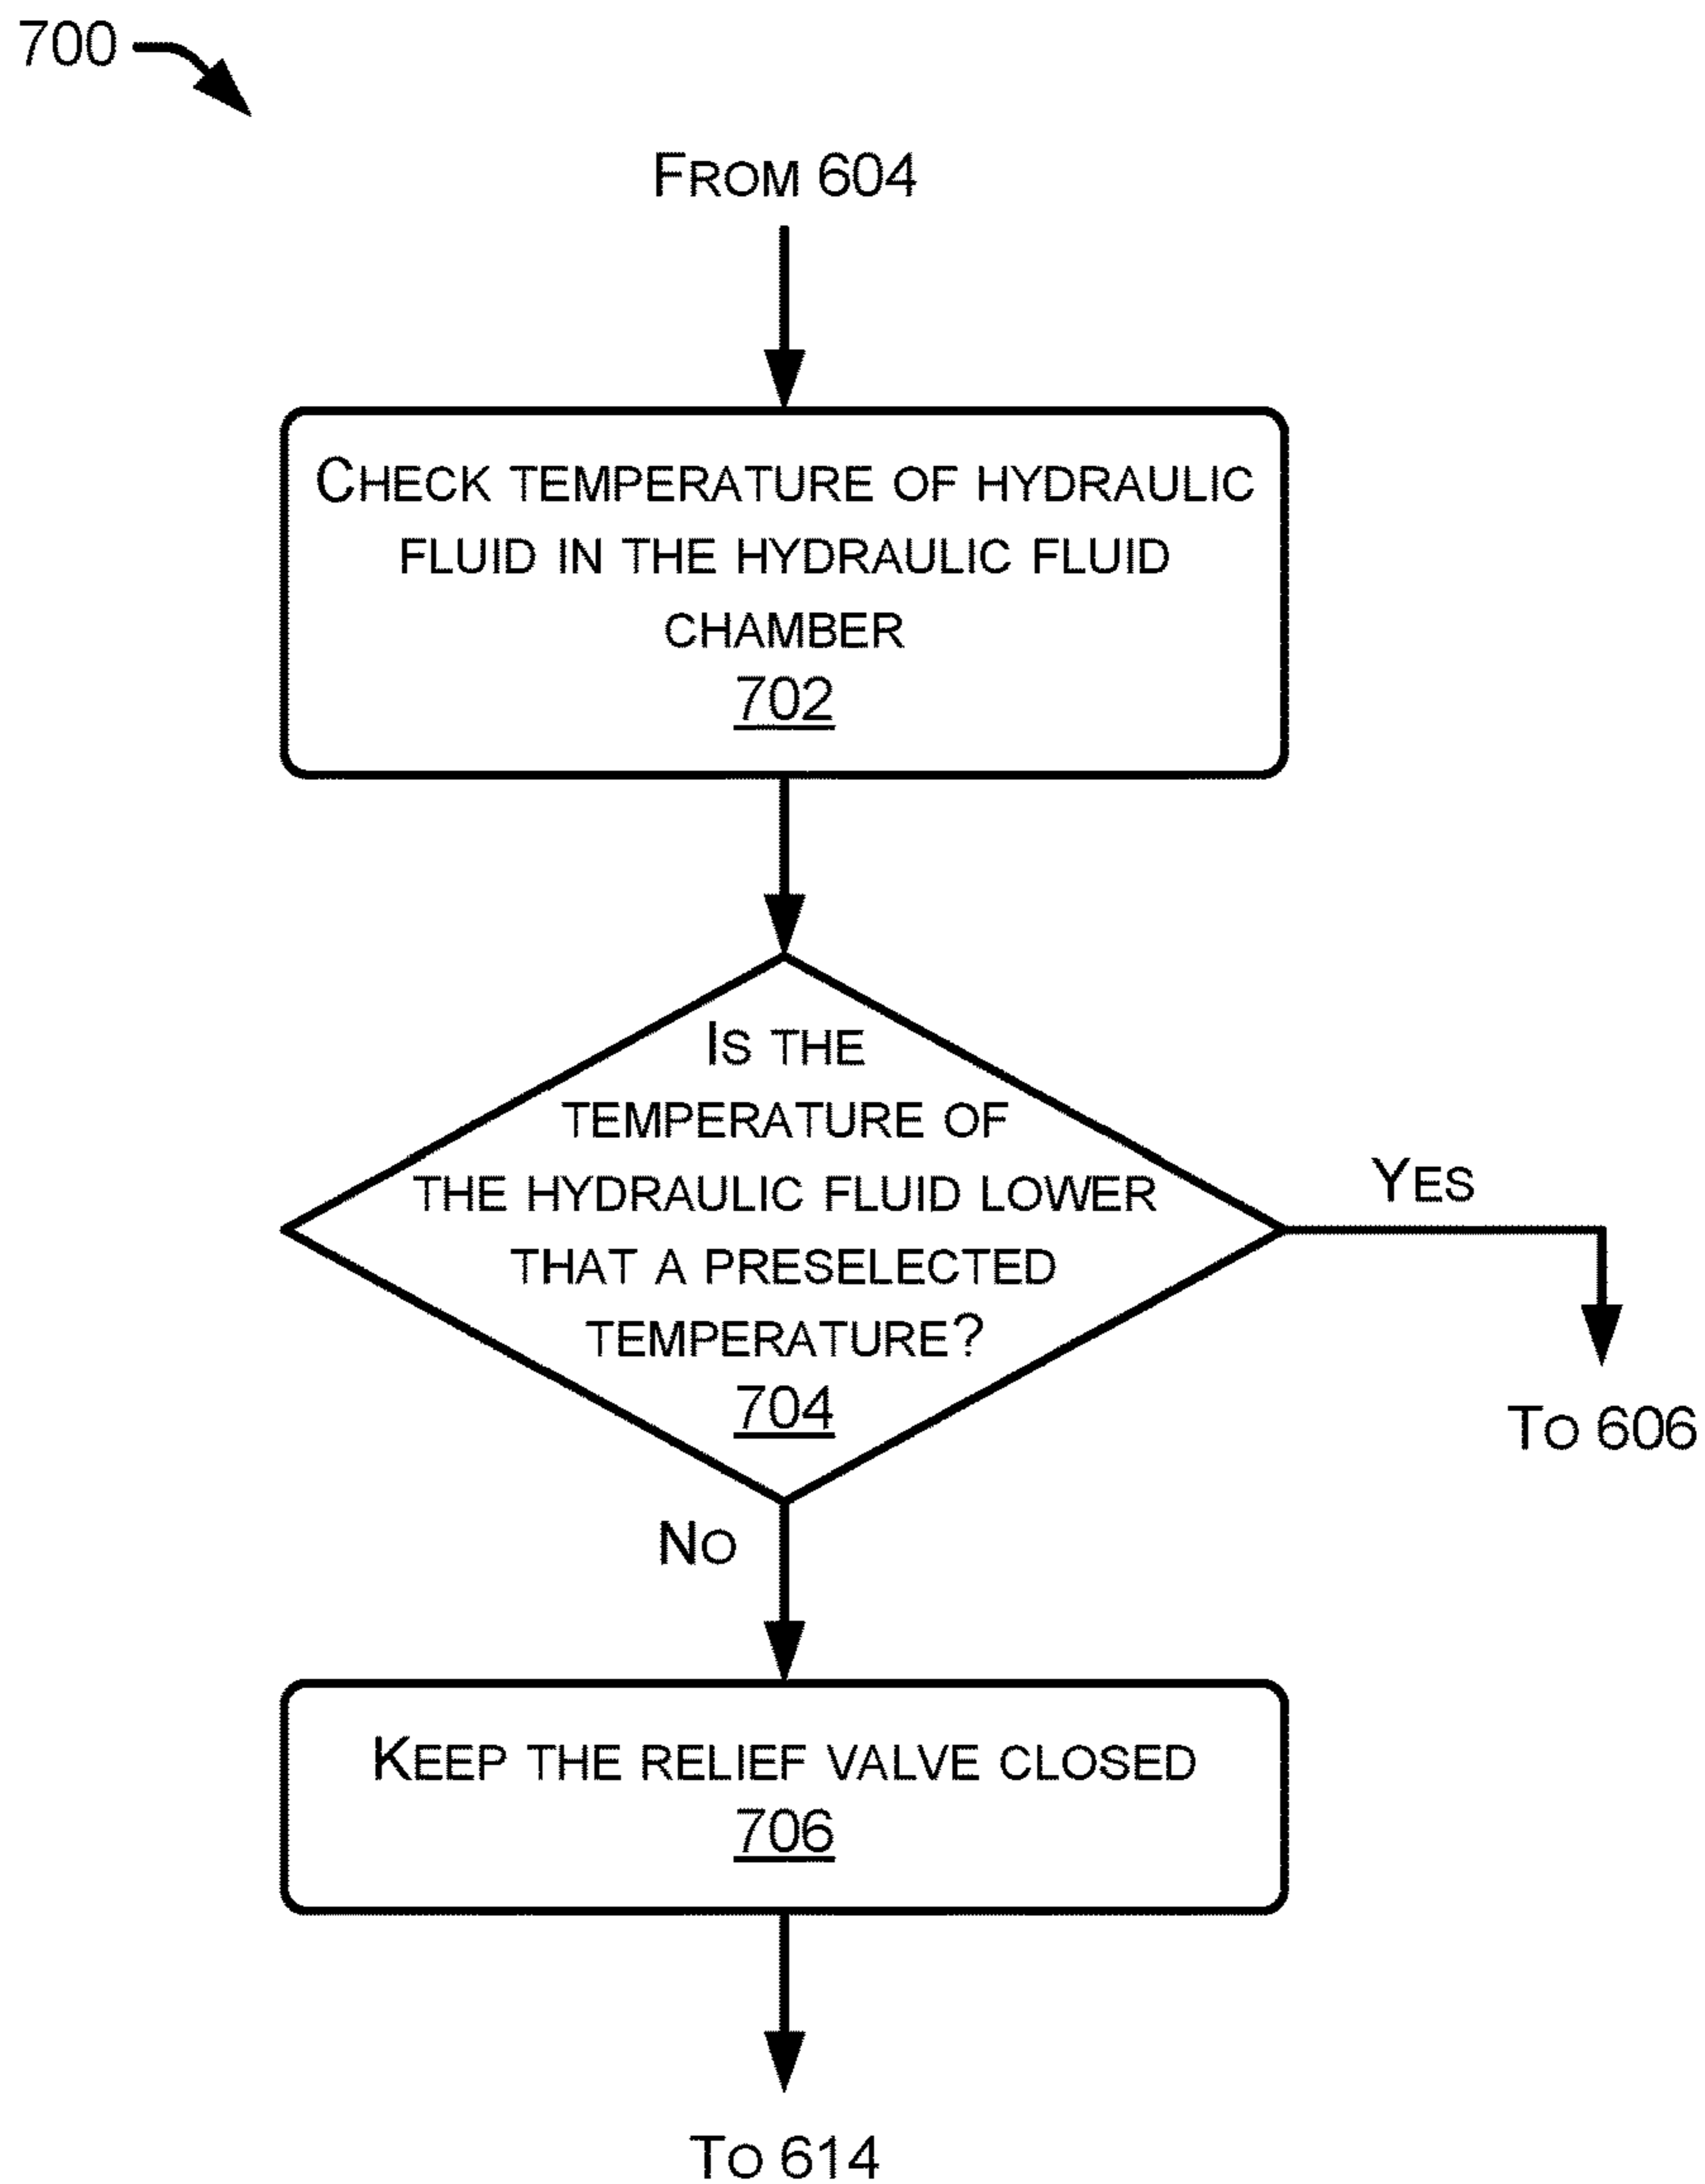 700
FROM 604
CHECK TEMPERATURE OF HYDRAULIC
FLUID IN THE HYDRAULIC FLUID
CHAMBER
702
IS THE
TEMPERATURE OF
THE HYDRAULIC FLUID LOWER
THAT A PRESELECTED
TEMPERATURE?
704
YES
TO 606
NO
KEEP THE RELIEF VALVE CLOSED
706
TO 614